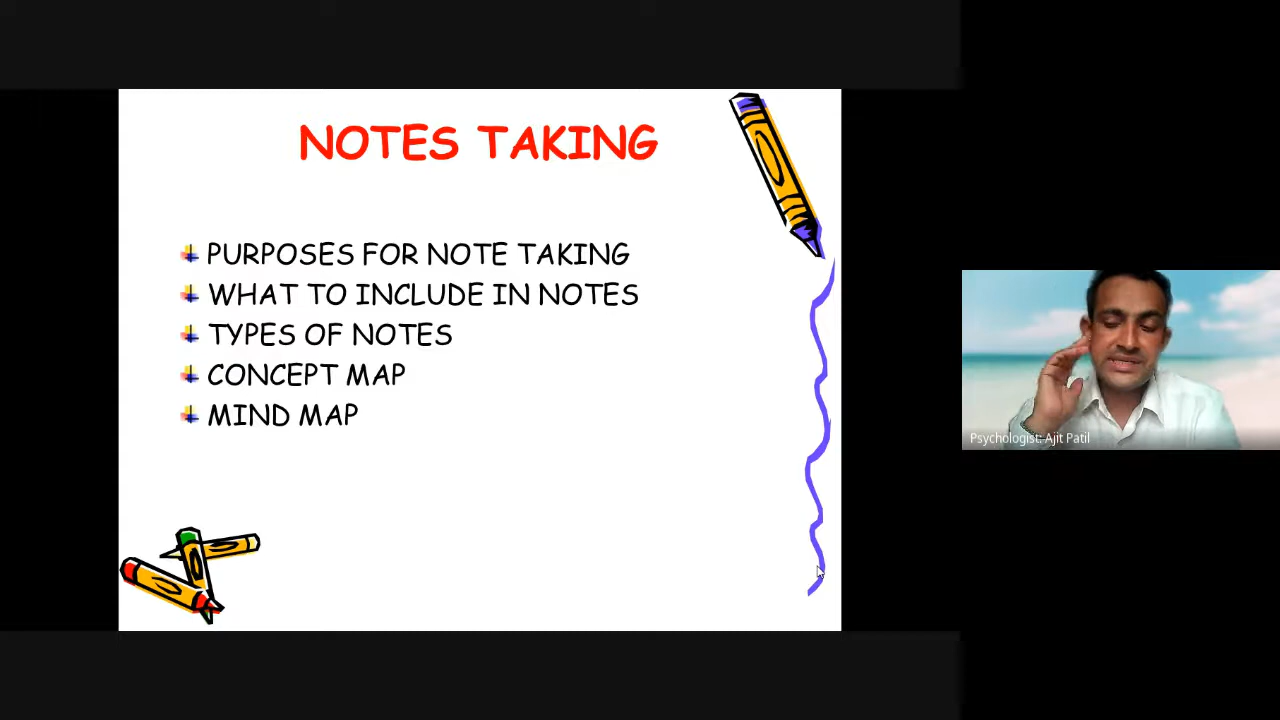 NOTES TAKING
PURPOSES FOR NOTE TAKING
WHAT TO INCLUDE IN NOTES
TYPES OF NOTES
CONCEPT MAP
MIND MAP
Psychologist: Ajit Patil